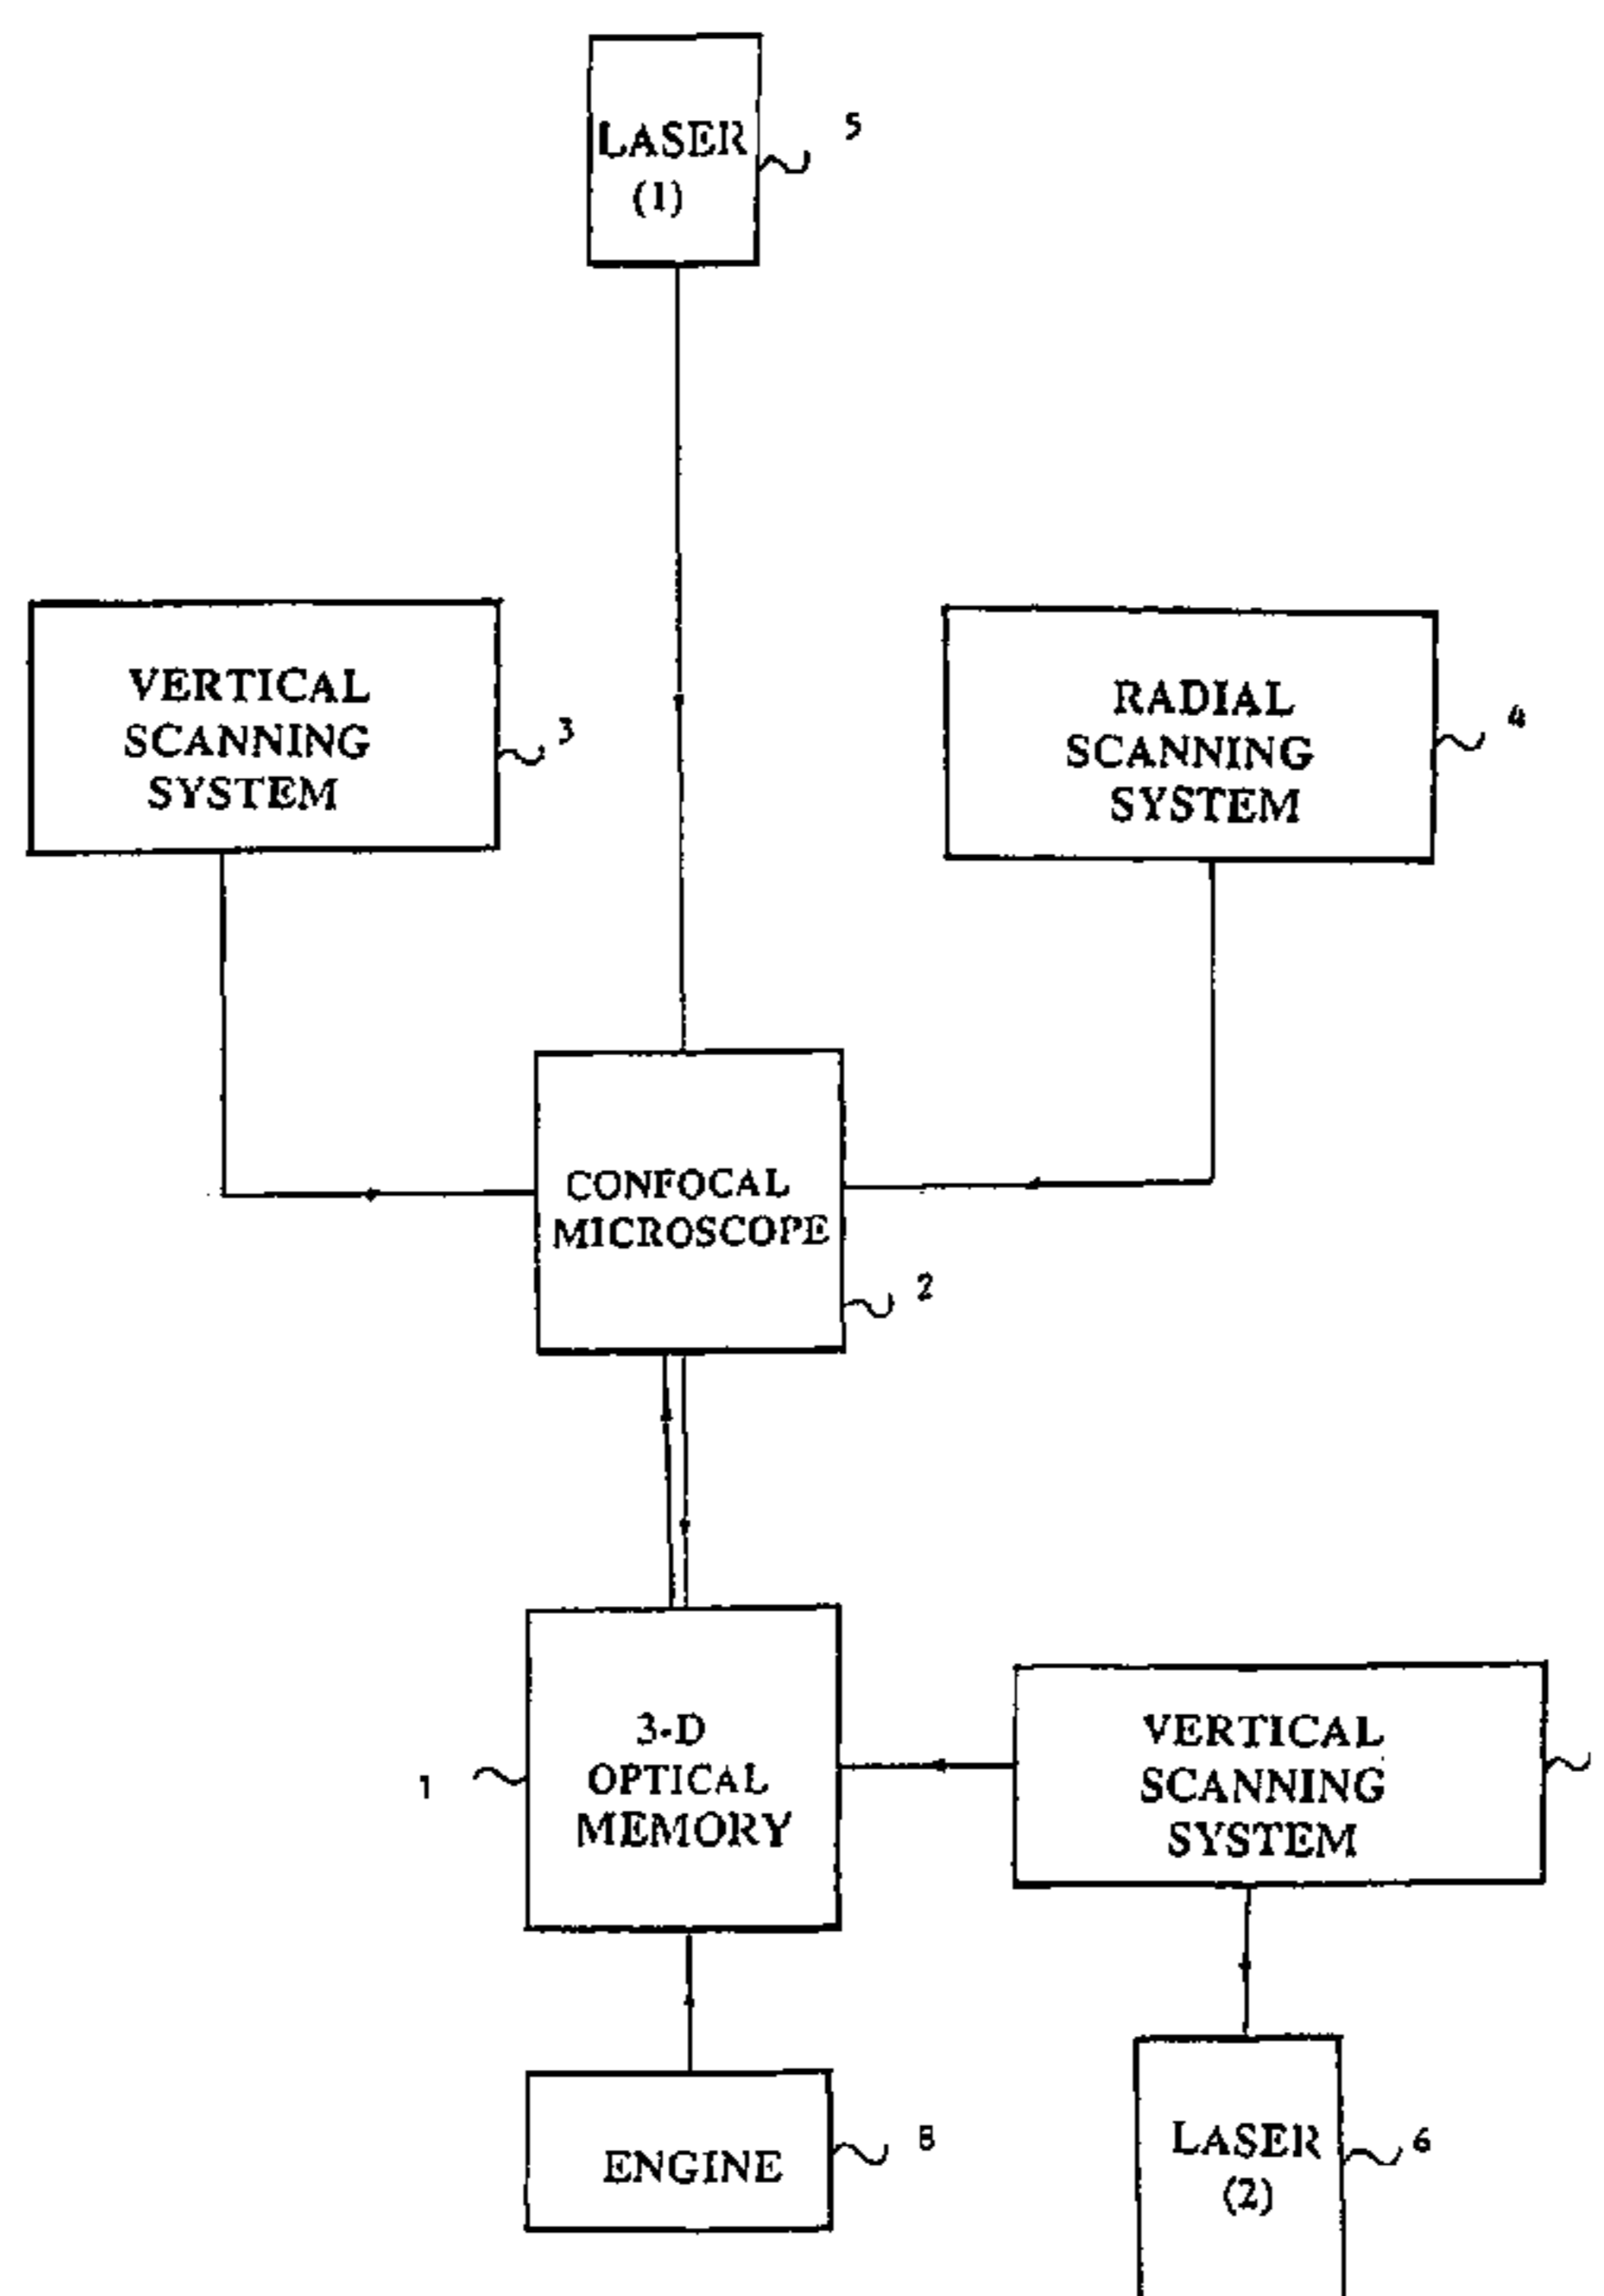 LASER
(1)
5
VERTICAL
SCANNING
SYSTEM
3
RADIAL
SCANNING
SYSTEM
4
CONFOCAL
MICROSCOPE
2
3-D
OPTICAL
MEMORY
1
VERTICAL
SCANNING
SYSTEM
ENGINE
8
LASER
(2)
6